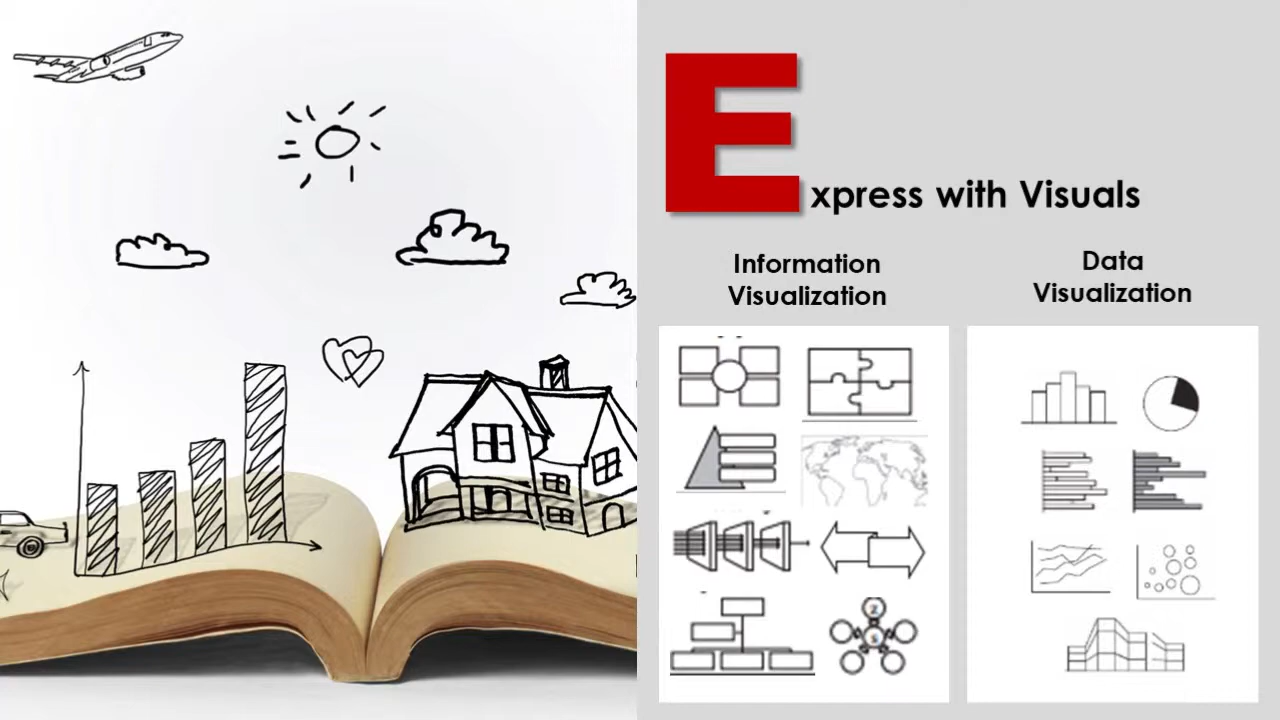 Express with Visuals
Information
Visualization
Data
Visualization